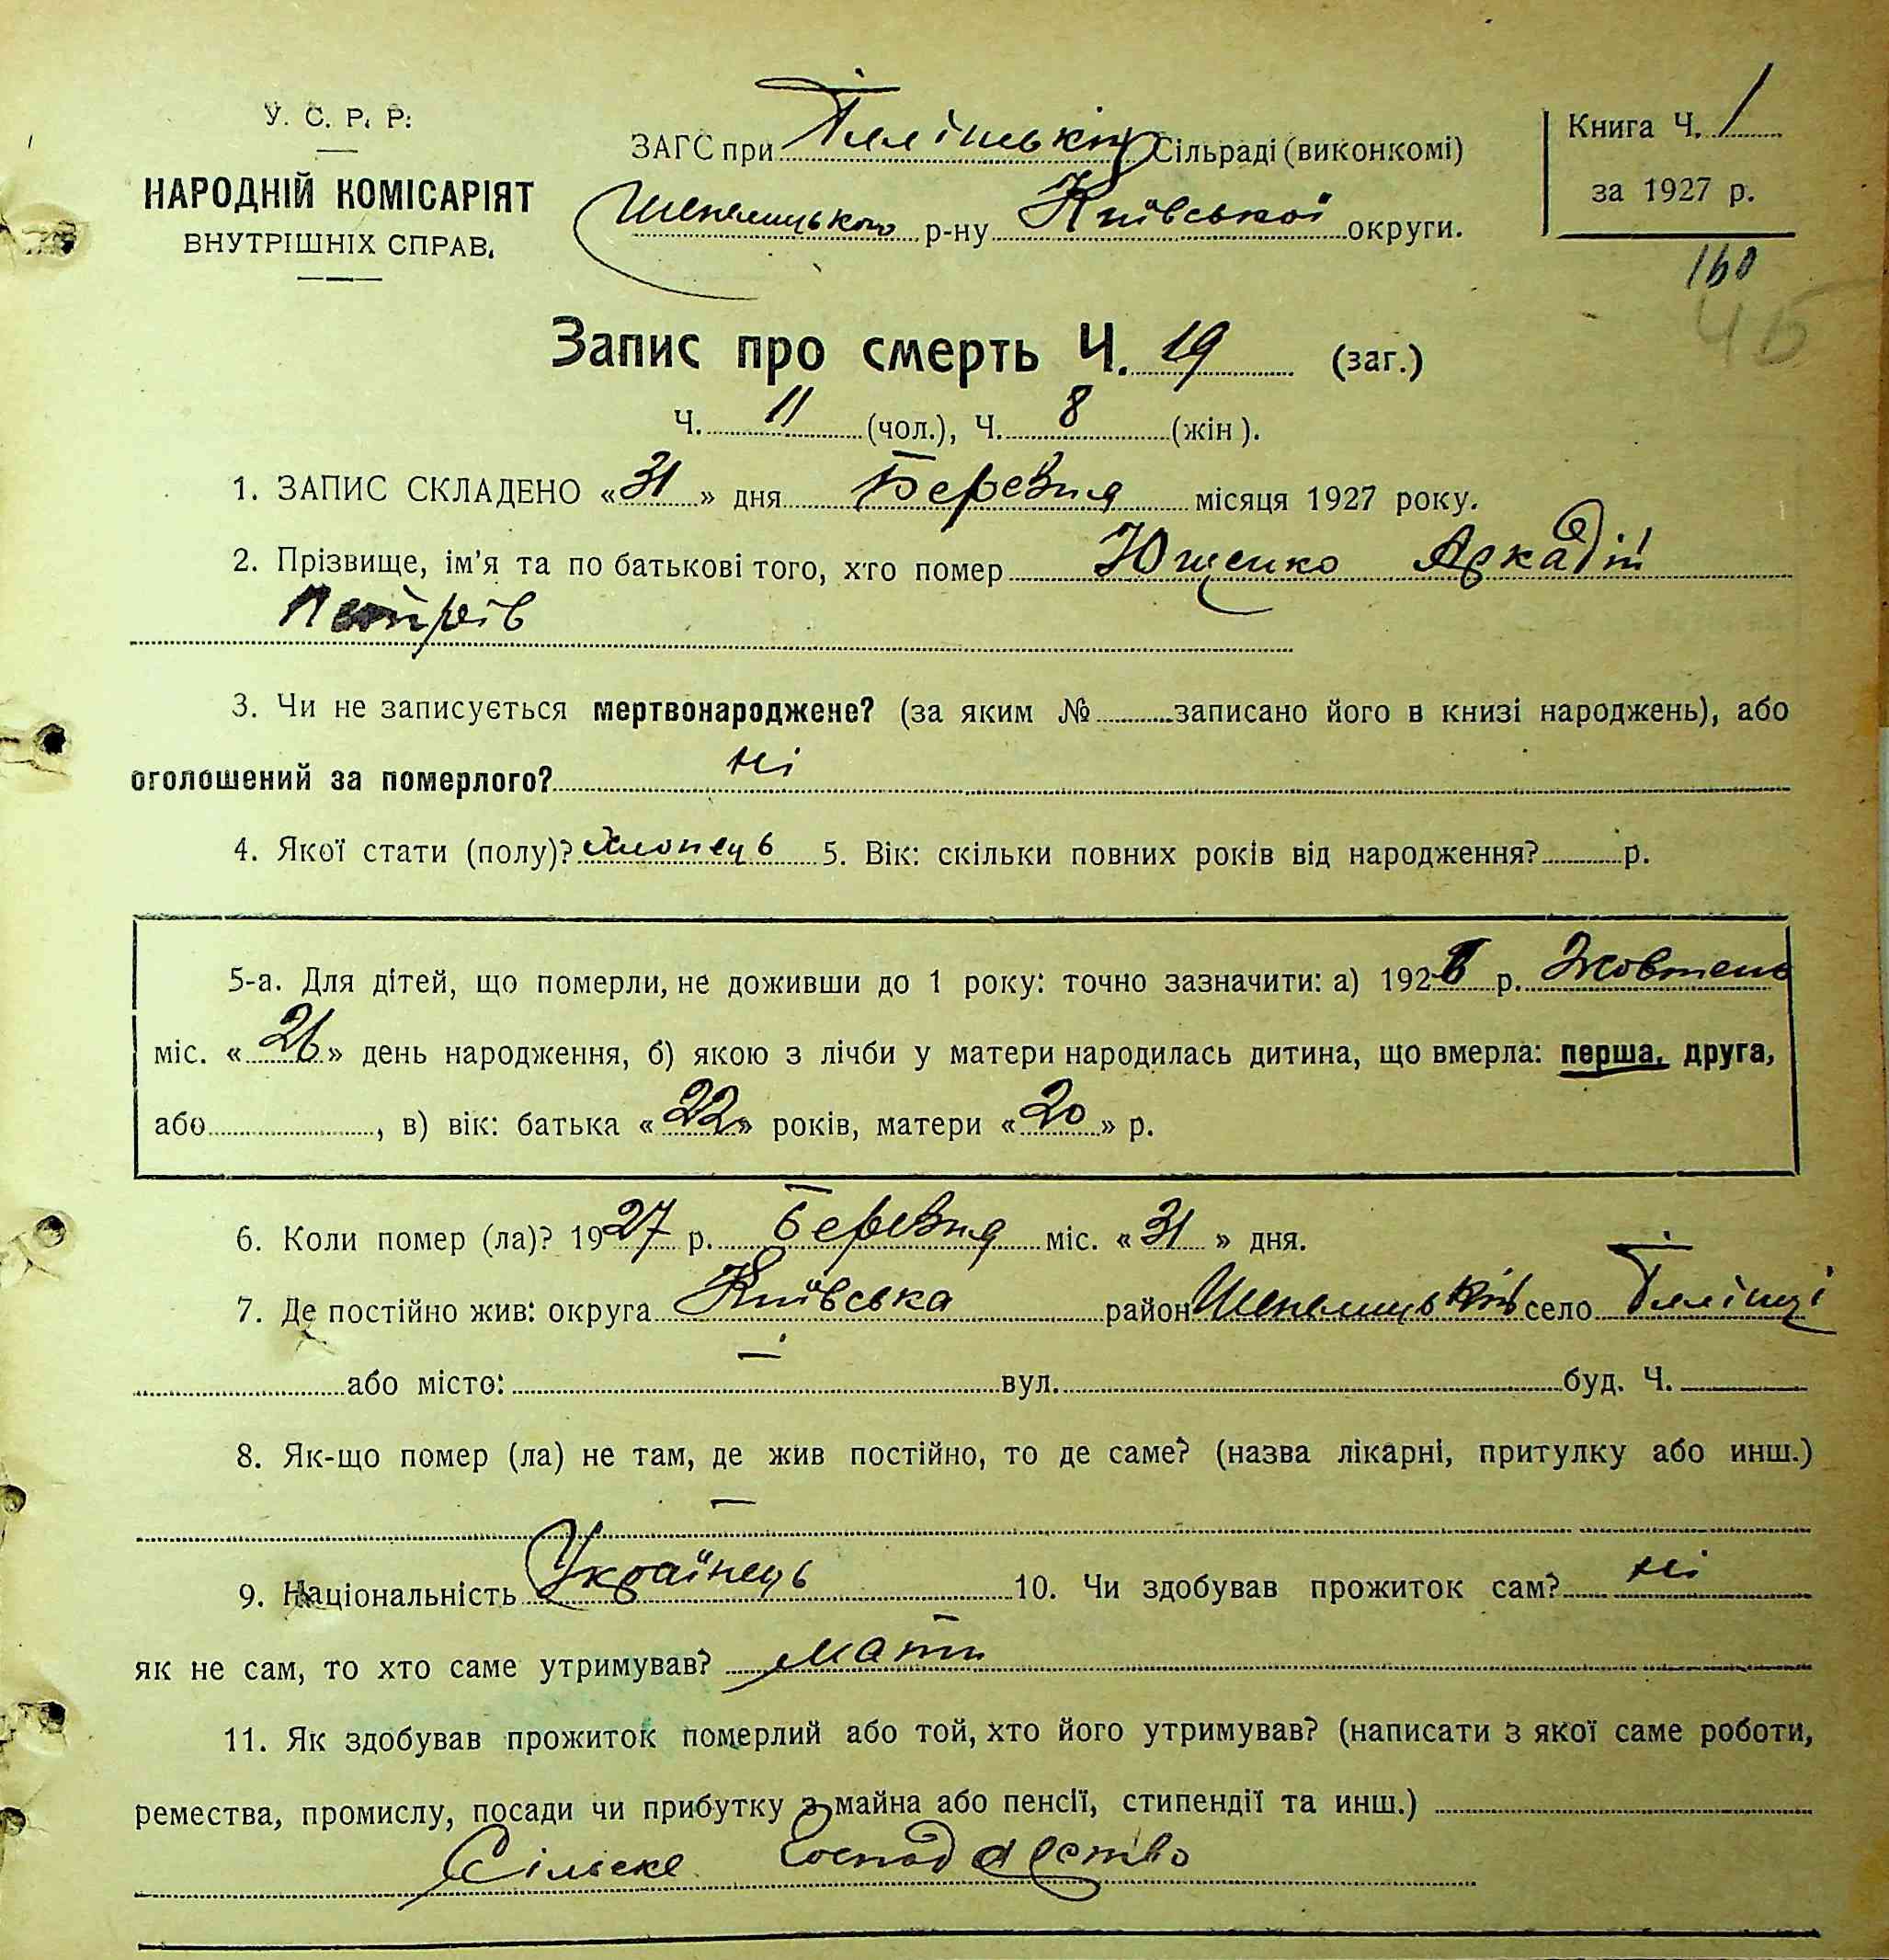 У. С. Р. Р.
НАРОДНІЙ КОМІСАРІЯТ
ВНУТРІШНІХ СПРАВ.
ЗАГС при Іллінській Сільраді (виконкомі)
Шепелицького р-ну Київської округи.
Книга Ч. 1
за 1927 р.
160
46
Запис про смерть Ч. 19 (заг.)
Ч. 11 (чол.), Ч. 8 (жін).
1. ЗАПИС СКЛАДЕНО «31» дня Березня місяця 1927 року.
2. Прізвище, ім'я та по батькові того, хто помер Ющенко Аркадій
Петрів
3. Чи не записується мертвонароджене? (за яким № записано його в книзі народжень), або
оголошений за померлого? ні
4. Якої стати (полу)? Хлопець 5. Вік: скільки повних років від народження? р.
5-а. Для дітей, що померли, не доживши до 1 року: точно зазначити: а) 1926 р. Жовтень
міс. «26» день народження, б) якою з лічби у матери народилась дитина, що вмерла: перша, друга,
або , в) вік: батька «22» років, матери «20» р.
6. Коли помер (ла)? 1927 р. Березня міс. «31» дня.
7. Де постійно жив: округа Київська район Шепелицький село Іллінці
або місто: вул. буд. Ч.
8. Як-що помер (ла) не там, де жив постійно, то де саме? (назва лікарні, притулку або инш.)
9. Національність Українець 10. Чи здобував прожиток сам? ні
як не сам, то хто саме утримував? мати
11. Як здобував прожиток померлий або той, хто його утримував? (написати з якої саме роботи,
ремества, промислу, посади чи прибутку з майна або пенсії, стипендії та инш.)
Сільске господарство